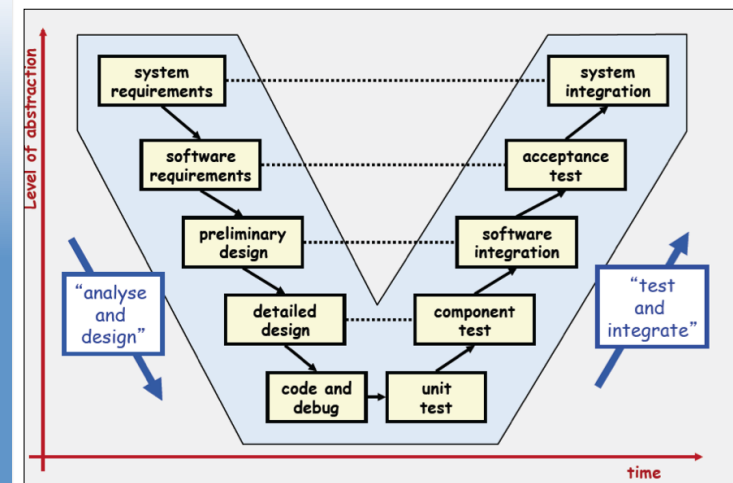 Level of abstraction
system
requirements
system
integration
software
requirements
acceptance
test
preliminary
design
software
integration
"analyse
and
design"
"test
and
integrate"
detailed
design
component
test
code and
debug
unit
test
time